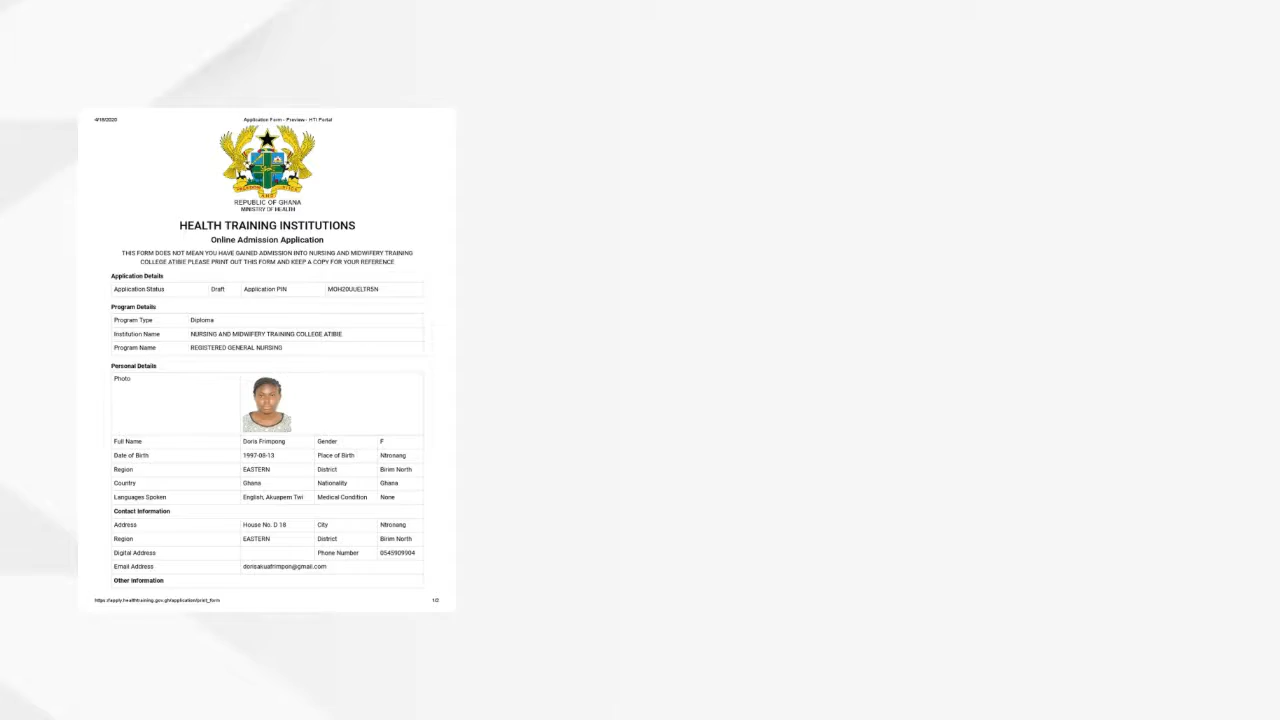 4/18/2020 Application Form - Preview - HTI Portal
REPUBLIC OF GHANA
MINISTRY OF HEALTH
HEALTH TRAINING INSTITUTIONS
Online Admission Application
THIS FORM DOES NOT MEAN YOU HAVE GAINED ADMISSION INTO NURSING AND MIDWIFERY TRAINING
COLLEGE ATIBIE PLEASE PRINT OUT THIS FORM AND KEEP A COPY FOR YOUR REFERENCE
Application Details
Application Status Draft Application PIN MOH20UUELTR5N
Program Details
Program Type Diploma
Institution Name NURSING AND MIDWIFERY TRAINING COLLEGE ATIBIE
Program Name REGISTERED GENERAL NURSING
Personal Details
Photo
Full Name Doris Frimpong Gender F
Date of Birth 1997-08-13 Place of Birth Ntronang
Region EASTERN District Birim North
Country Ghana Nationality Ghana
Languages Spoken English, Akuapem Twi Medical Condition None
Contact Information
Address House No. D 18 City Ntronang
Region EASTERN District Birim North
Digital Address Phone Number 0545909904
Email Address dorisakuafrimpon@gmail.com
Other Information
https://apply.healthtraining.gov.gh/application/print_form 1/2